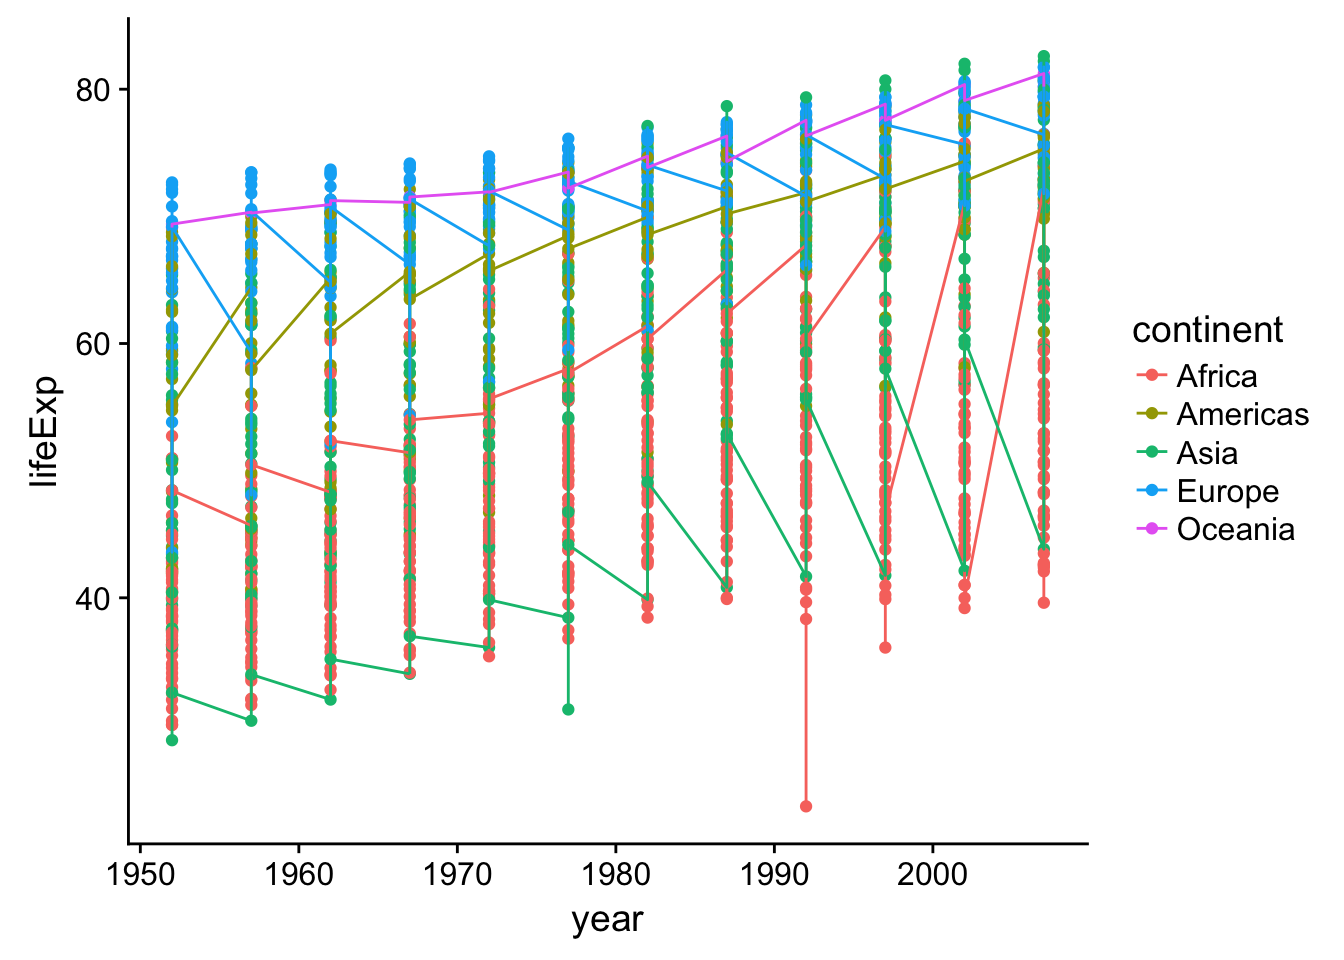 80
60
40
lifeExp
1950 1960 1970 1980 1990 2000
year
continent
Africa
Americas
Asia
Europe
Oceania